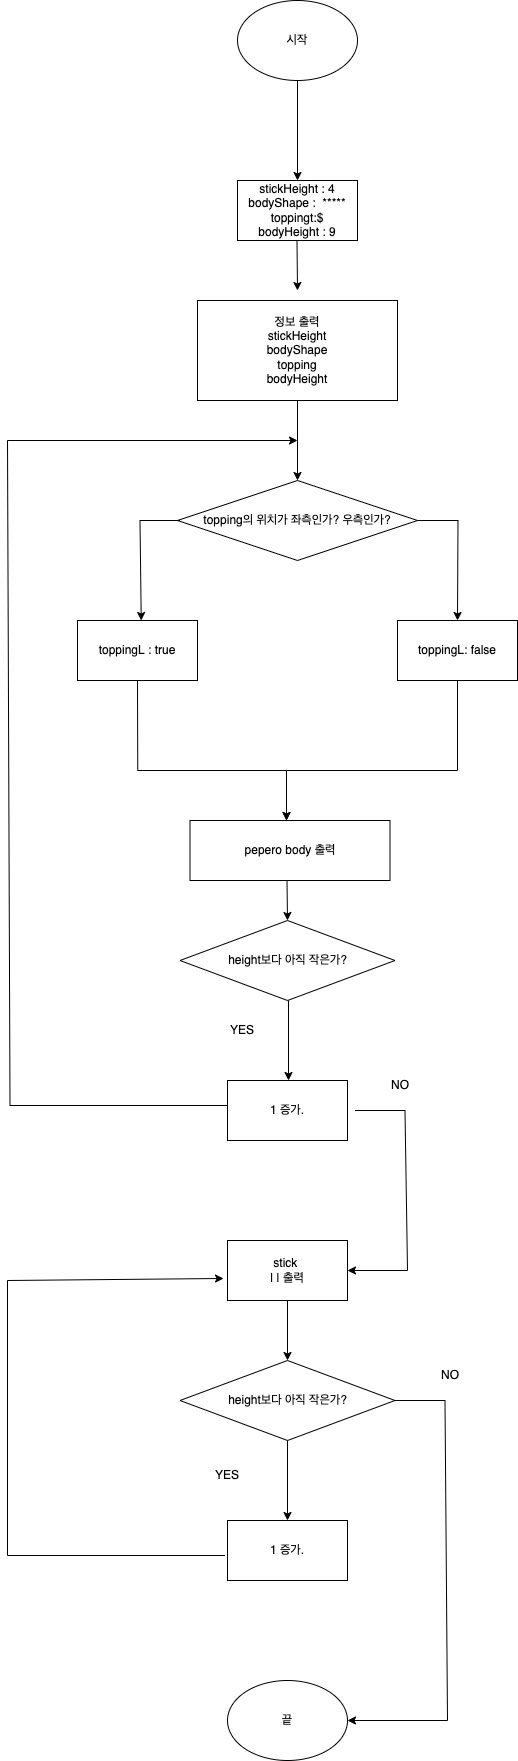 시작
stickHeight : 4
bodyShape : *****
toppingt:$
bodyHeight : 9
정보 출력
stickHeight
bodyShape
topping
bodyHeight
topping의 위치가 좌측인가? 우측인가?
toppingL : true
toppingL: false
pepero body 출력
height보다 아직 작은가?
YES
1 증가.
NO
stick
l l 출력
height보다 아직 작은가?
NO
YES
1 증가.
끝